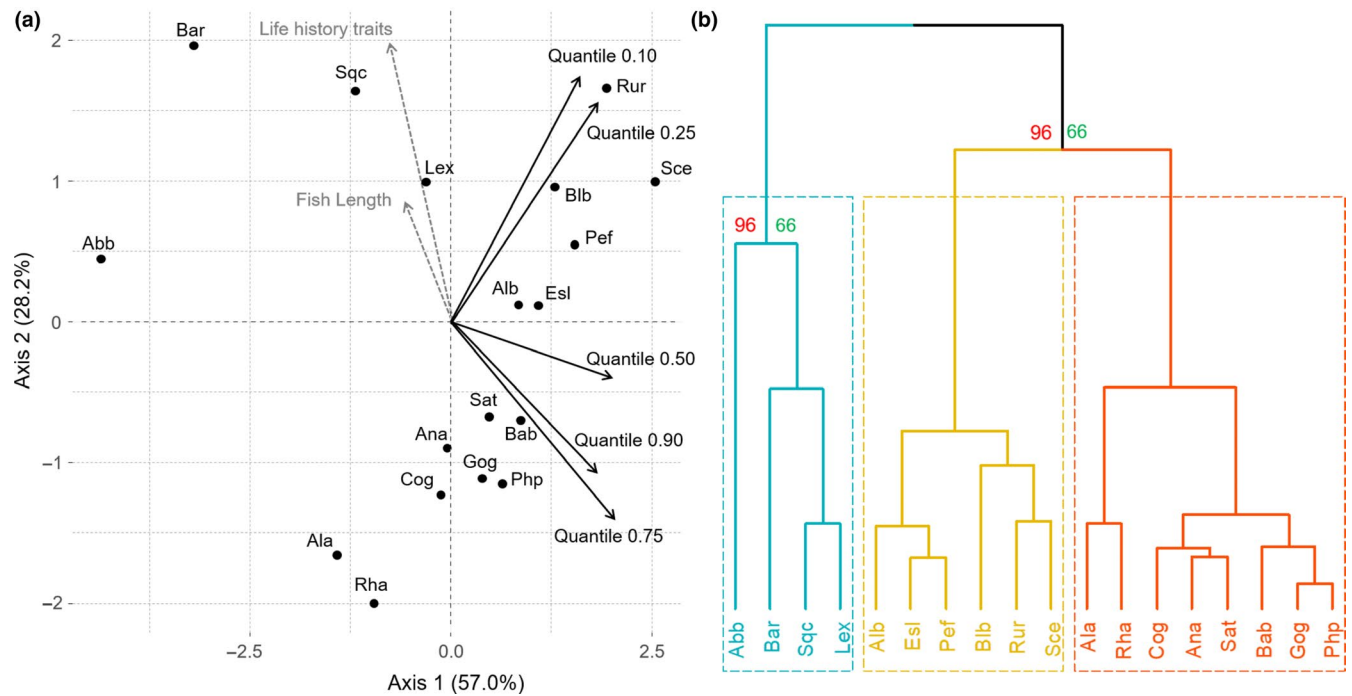 (a)
Bar
Life history traits
Sqc
Quantile 0.10
Rur
Quantile 0.25
Lex
Sce
Blb
Fish Length
Pef
Abb
Alb
Esl
Quantile 0.50
Sat
Bab
Ana
Quantile 0.90
Gog
Cog
Php
Quantile 0.75
Ala
Rha
2
1
0
−1
−2
Axis 2 (28.2%)
−2.5
0.0
2.5
Axis 1 (57.0%)
(b)
96 66
96 66
Abb
Bar
Sqc
Lex
Alb
Esl
Pef
Blb
Rur
Sce
Ala
Rha
Cog
Ana
Sat
Bab
Gog
Php